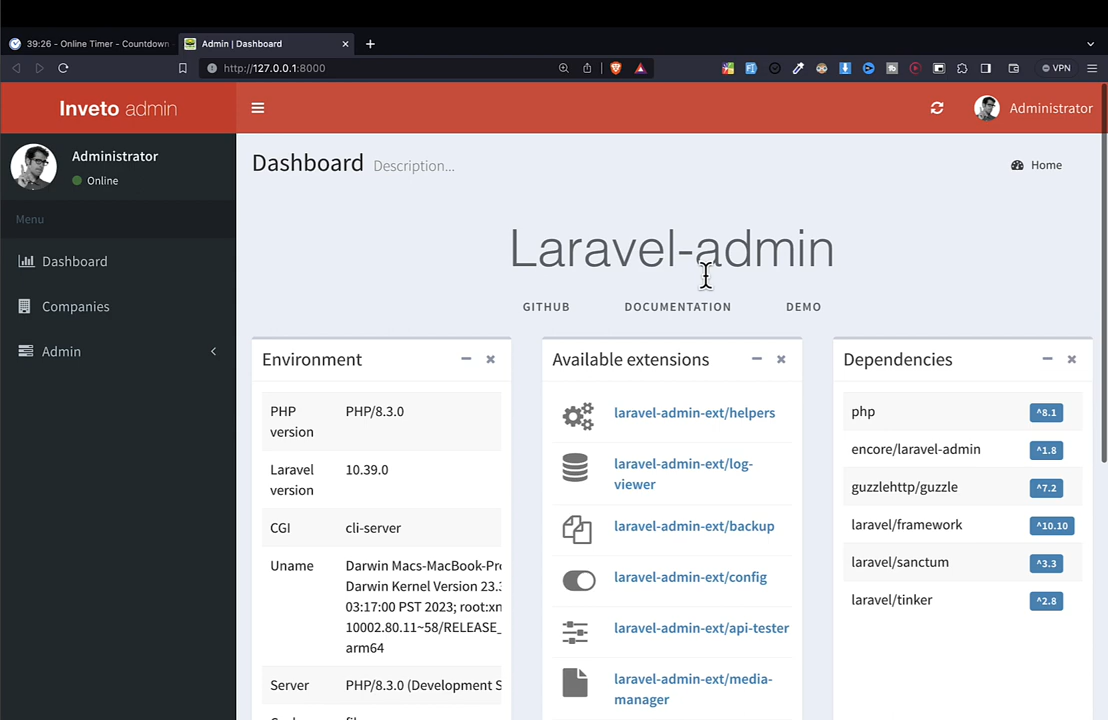 39:26 - Online Timer - Countdown
Admin | Dashboard
http://127.0.0.1:8000
VPN
Inveto admin
Administrator
Administrator
Online
Dashboard Description...
Home
Menu
Dashboard
Companies
Admin
Laravel-admin
GITHUB DOCUMENTATION DEMO
Environment
PHP version PHP/8.3.0
Laravel version 10.39.0
CGI cli-server
Uname Darwin Macs-MacBook-Pro
Darwin Kernel Version 23.3
03:17:00 PST 2023; root:xn
10002.80.11~58/RELEASE_
arm64
Server PHP/8.3.0 (Development S
Available extensions
laravel-admin-ext/helpers
laravel-admin-ext/log-
viewer
laravel-admin-ext/backup
laravel-admin-ext/config
laravel-admin-ext/api-tester
laravel-admin-ext/media-
manager
Dependencies
php ^8.1
encore/laravel-admin ^1.8
guzzlehttp/guzzle ^7.2
laravel/framework ^10.10
laravel/sanctum ^3.3
laravel/tinker ^2.8